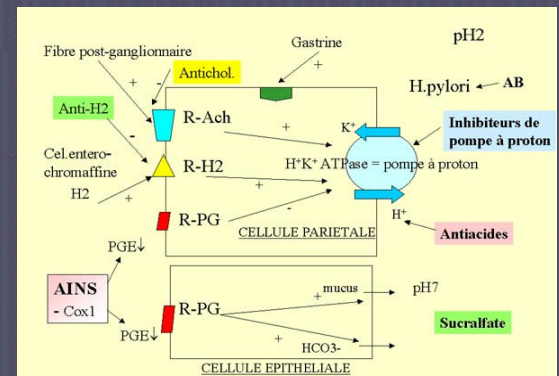 Fibre post-ganglionnaire
Gastrine
pH2
+
-
Antichol.
+
H.pylori
AB
Anti-H2
R-Ach
+
K+
Inhibiteurs de
pompe à proton
-
Cel.entero-
chromaffine
R-H2
H+K+ ATPase = pompe à proton
H2
+
+
R-PG
-
H+
CELLULE PARIETALE
Antiacides
PGE↓
AINS
- Cox1
R-PG
+
mucus
pH7
PGE↓
+
HCO3-
Sucralfate
CELLULE EPITHELIALE